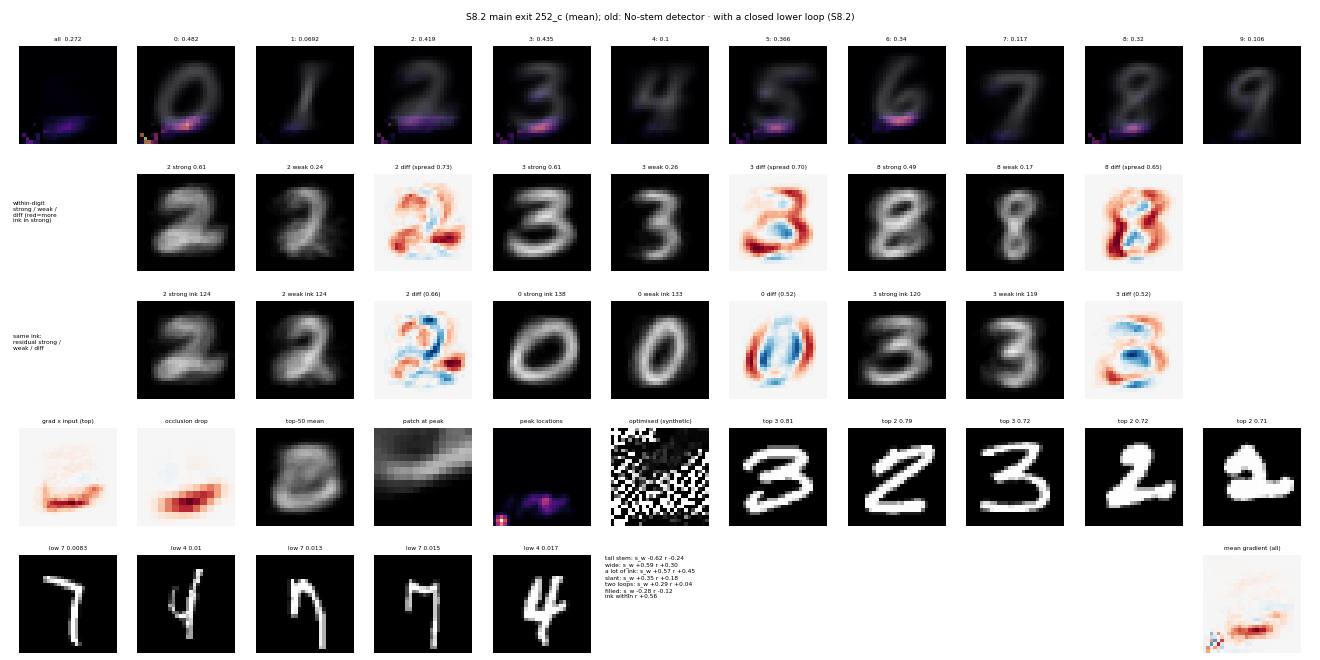 S8.2 main exit 252_c (mean); old: No-stem detector · with a closed lower loop (S8.2)
all 0.272
0: 0.482
1: 0.0692
2: 0.419
3: 0.435
4: 0.1
5: 0.366
6: 0.34
7: 0.117
8: 0.32
9: 0.106
within-digit
strong / weak /
diff (red=more
ink in strong)
2 strong 0.61
2 weak 0.24
2 diff (spread 0.73)
3 strong 0.61
3 weak 0.26
3 diff (spread 0.70)
8 strong 0.49
8 weak 0.17
8 diff (spread 0.65)
same ink:
residual strong /
weak / diff
2 strong ink 124
2 weak ink 124
2 diff (0.66)
0 strong ink 138
0 weak ink 133
0 diff (0.52)
3 strong ink 120
3 weak ink 119
3 diff (0.52)
grad x input (top)
occlusion drop
top-50 mean
patch at peak
peak locations
optimised (synthetic)
top 3 0.81
top 2 0.79
top 3 0.72
top 2 0.72
top 2 0.71
low 7 0.0083
low 4 0.01
low 7 0.013
low 7 0.015
low 4 0.017
tall stem: s_w -0.62 r -0.24
wide: s_w +0.59 r +0.30
a lot of ink: s_w +0.57 r +0.45
slant: s_w +0.35 r +0.18
two loops: s_w +0.29 r +0.04
filled: s_w -0.28 r -0.12
ink within r +0.56
mean gradient (all)